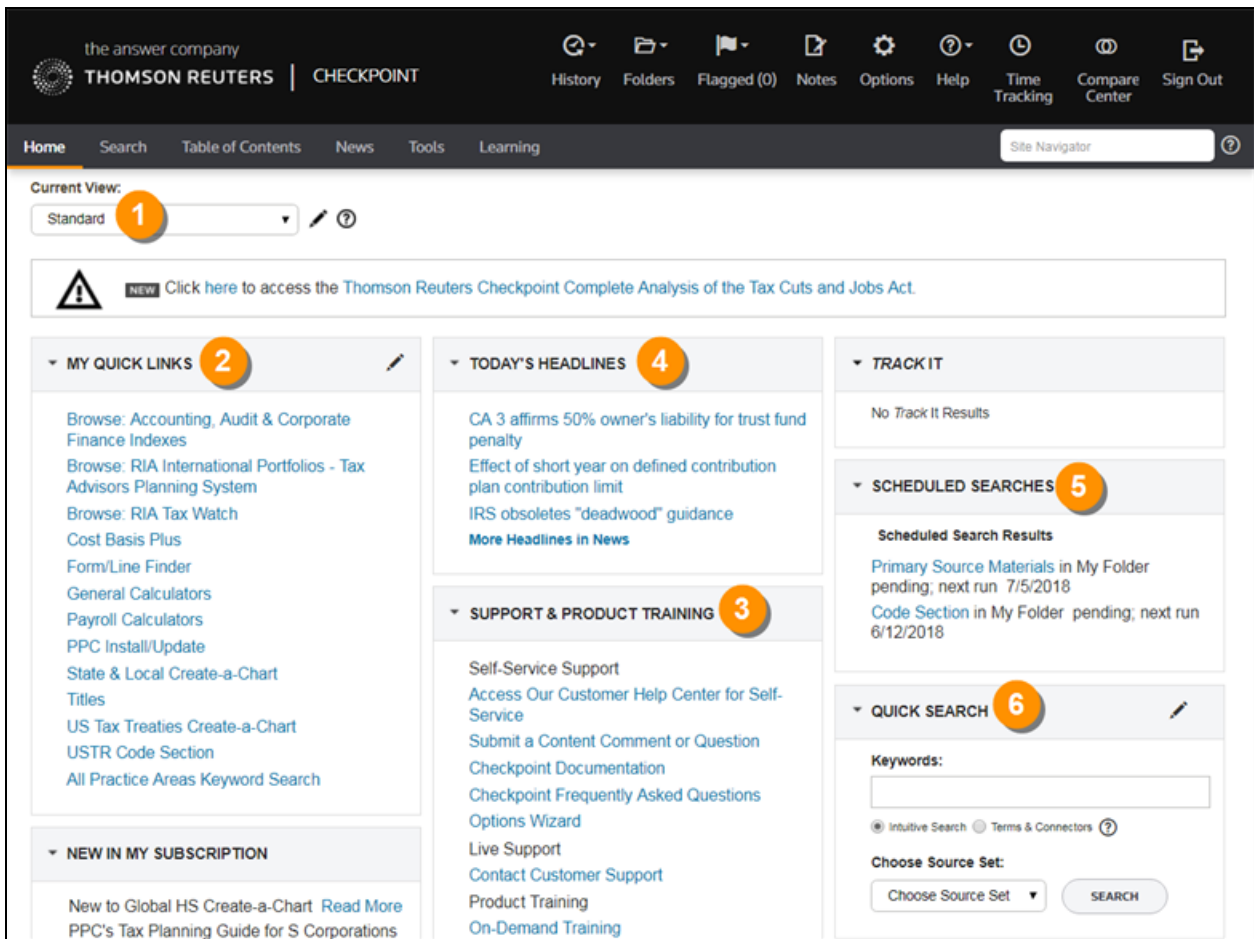 the answer company
THOMSON REUTERS | CHECKPOINT
History
Folders
Flagged (0)
Notes
Options
Help
Time
Tracking
Compare
Center
Sign Out
Home
Search
Table of Contents
News
Tools
Learning
Site Navigator
Current View:
Standard
1
NEW Click here to access the Thomson Reuters Checkpoint Complete Analysis of the Tax Cuts and Jobs Act.
MY QUICK LINKS
2
Browse: Accounting, Audit & Corporate
Finance Indexes
Browse: RIA International Portfolios - Tax
Advisors Planning System
Browse: RIA Tax Watch
Cost Basis Plus
Form/Line Finder
General Calculators
Payroll Calculators
PPC Install/Update
State & Local Create-a-Chart
Titles
US Tax Treaties Create-a-Chart
USTR Code Section
All Practice Areas Keyword Search
NEW IN MY SUBSCRIPTION
New to Global HS Create-a-Chart Read More
PPC's Tax Planning Guide for S Corporations
TODAY'S HEADLINES
4
CA 3 affirms 50% owner's liability for trust fund
penalty
Effect of short year on defined contribution
plan contribution limit
IRS obsoletes "deadwood" guidance
More Headlines in News
SUPPORT & PRODUCT TRAINING
3
Self-Service Support
Access Our Customer Help Center for Self-
Service
Submit a Content Comment or Question
Checkpoint Documentation
Checkpoint Frequently Asked Questions
Options Wizard
Live Support
Contact Customer Support
Product Training
On-Demand Training
TRACK IT
No Track It Results
SCHEDULED SEARCHES
5
Scheduled Search Results
Primary Source Materials in My Folder
pending; next run 7/5/2018
Code Section in My Folder pending; next run
6/12/2018
QUICK SEARCH
6
Keywords:
Intuitive Search Terms & Connectors
Choose Source Set:
Choose Source Set
SEARCH